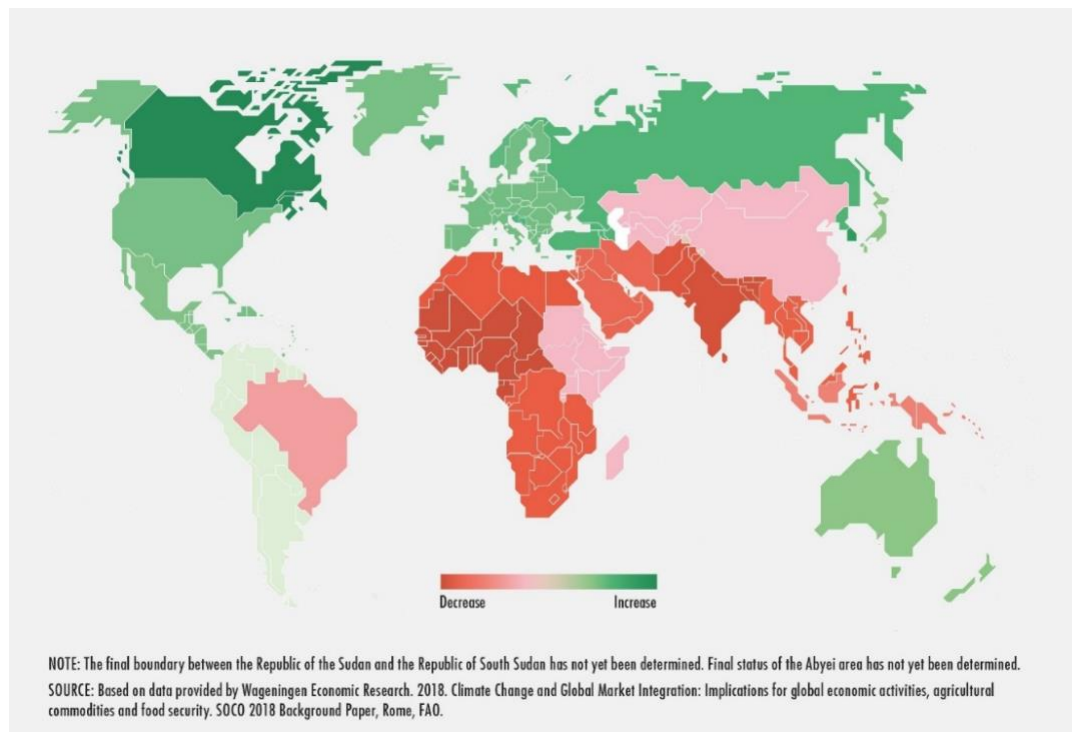 Decrease Increase
NOTE: The final boundary between the Republic of the Sudan and the Republic of South Sudan has not yet been determined. Final status of the Abyei area has not yet been determined.
SOURCE: Based on data provided by Wageningen Economic Research. 2018. Climate Change and Global Market Integration: Implications for global economic activities, agricultural
commodities and food security. SOCO 2018 Background Paper, Rome, FAO.